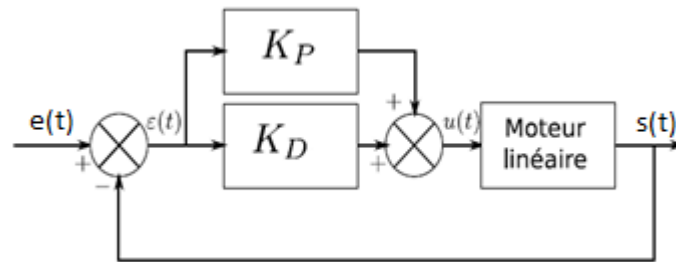 K_P
e(t)
ε(t)
K_D
u(t)
Moteur
linéaire
s(t)
+
+
+
−